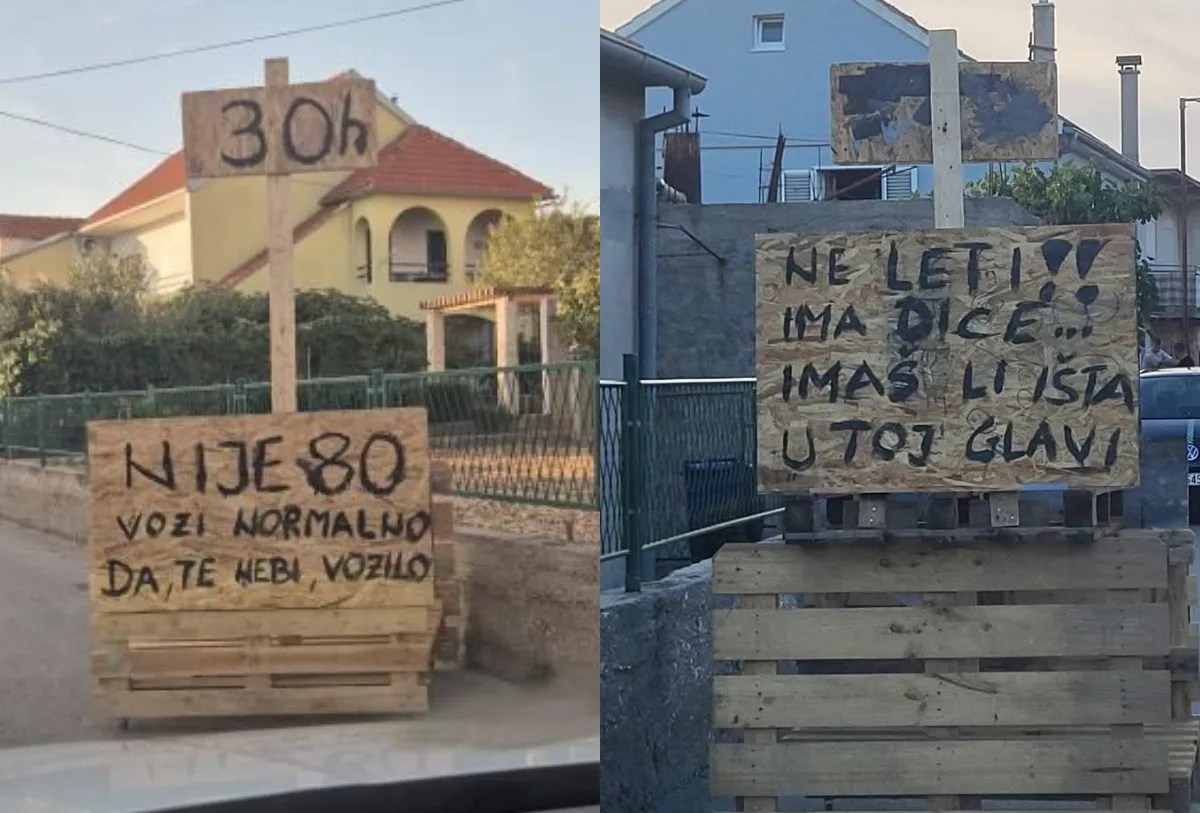 30h
NIJE 80
VOZI NORMALNO
DA, TE NEBI, VOZILO
NE LETI!!
IMA DICE...
IMAŠ LI IŠTA
U TOJ GLAVI